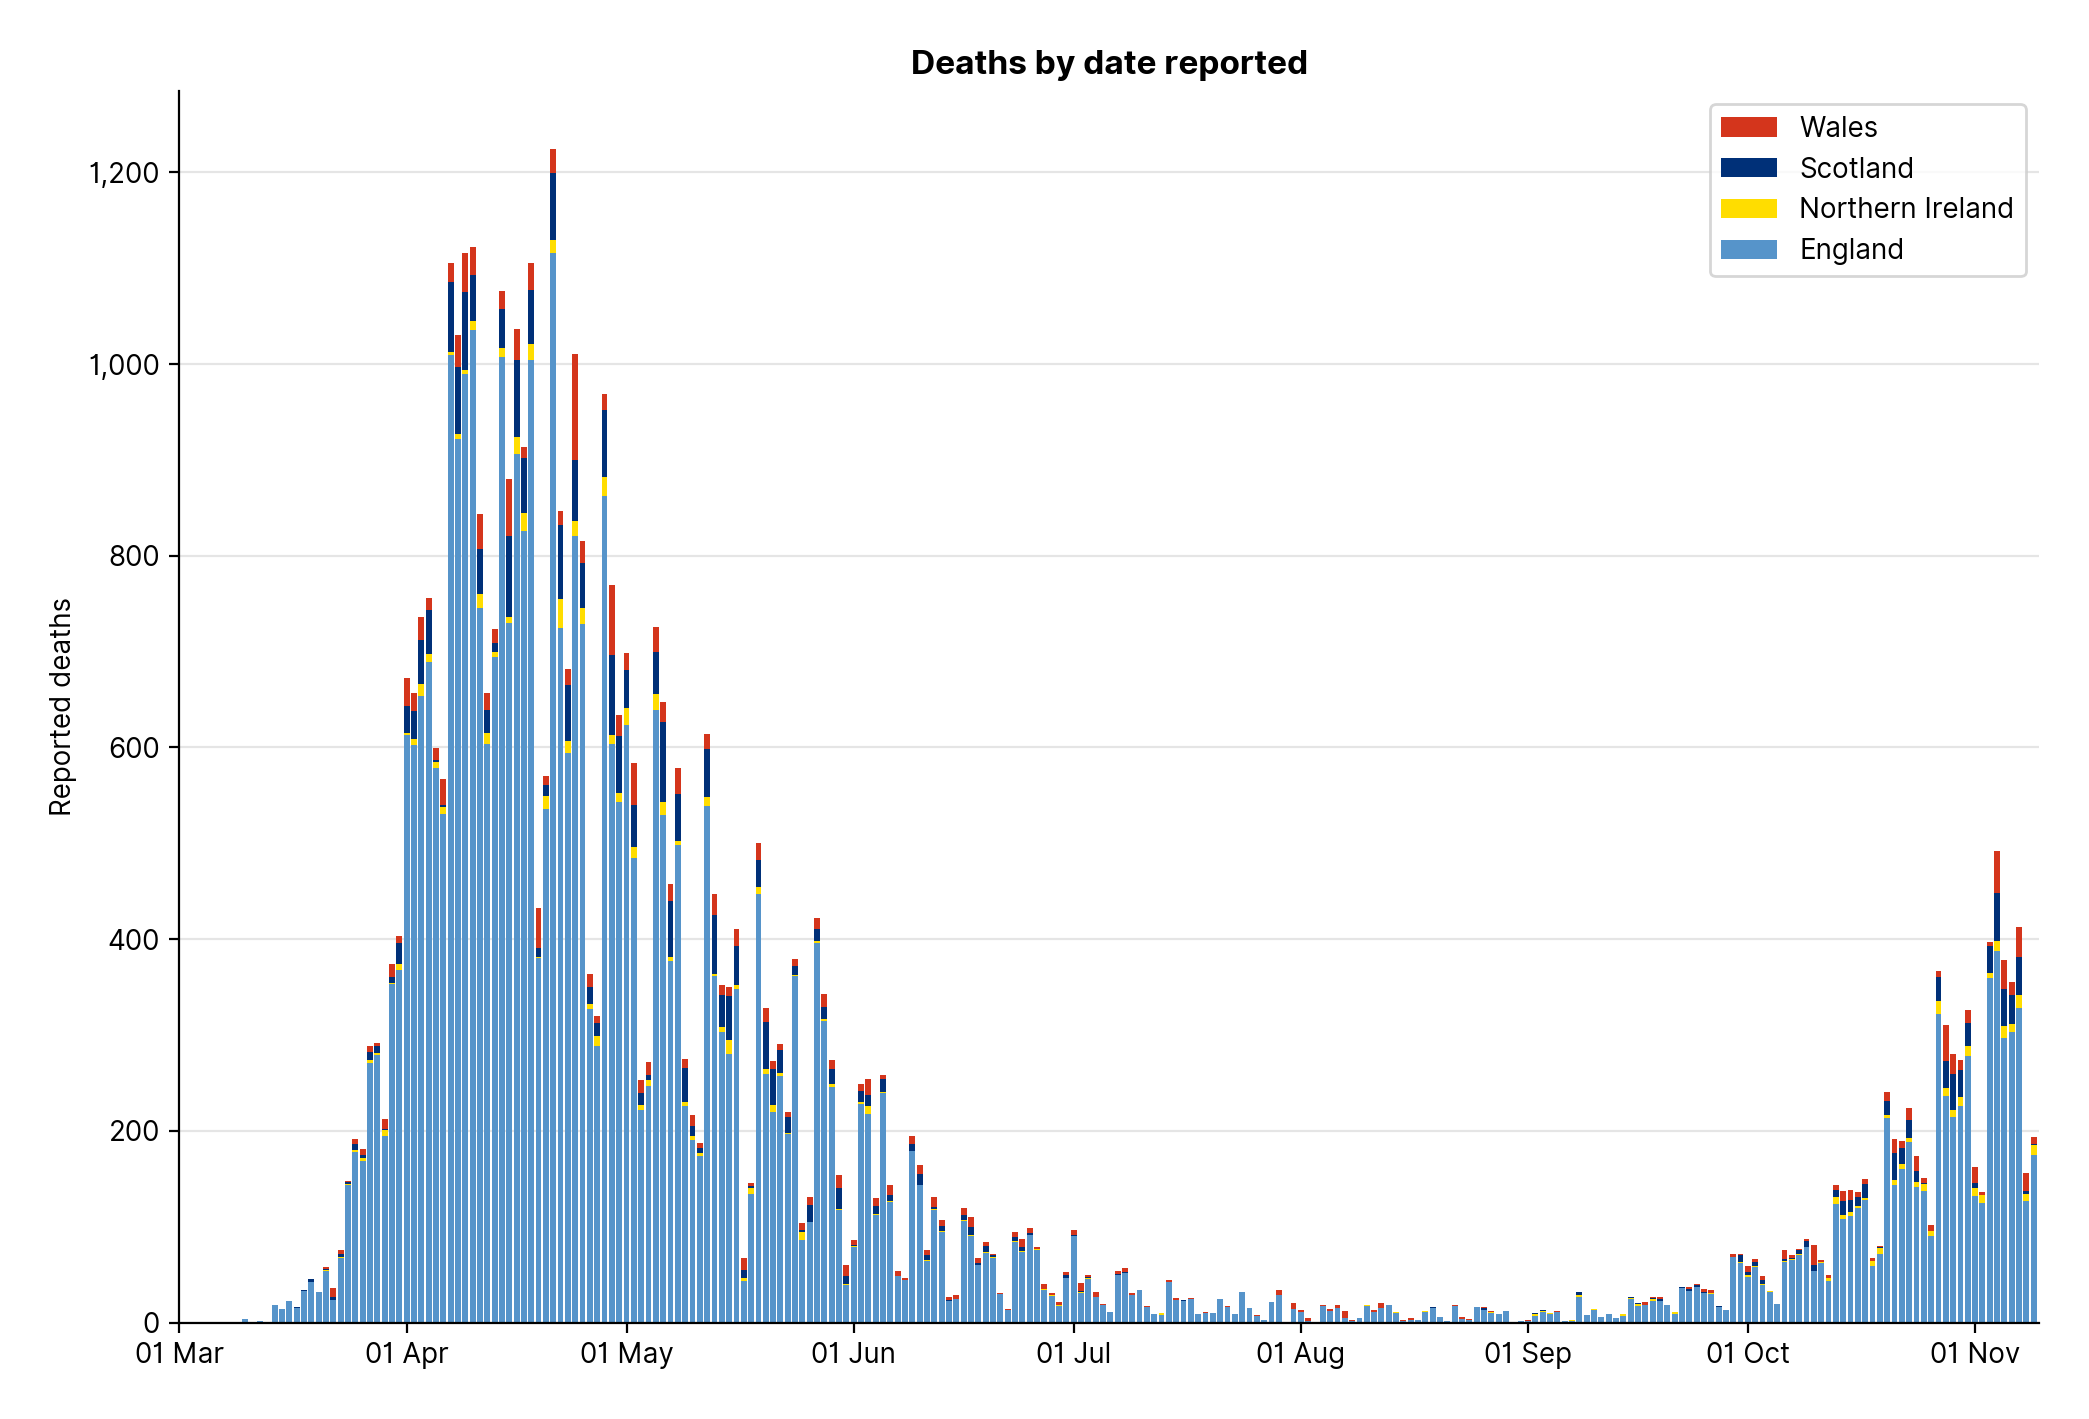 Deaths by date reported
Wales
Scotland
Northern Ireland
England
Reported deaths
1,200
1,000
800
600
400
200
0
01 Mar
01 Apr
01 May
01 Jun
01 Jul
01 Aug
01 Sep
01 Oct
01 Nov